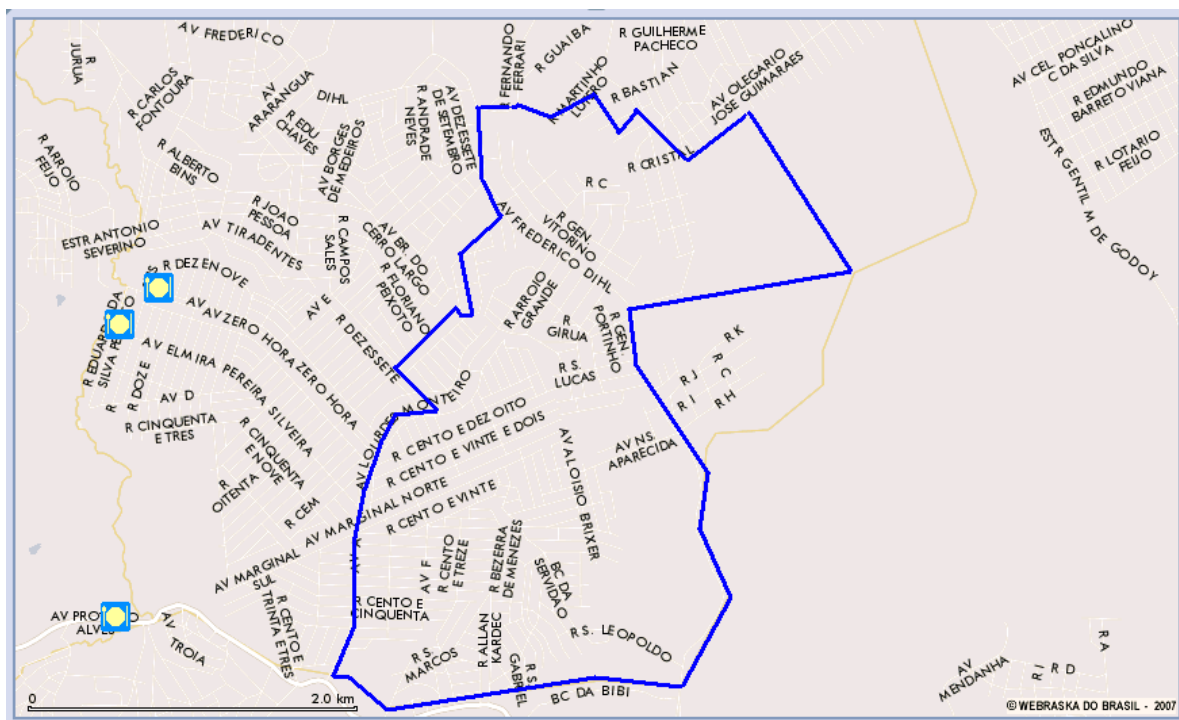 AV FREDERICO
R
JURUA
R CARLOS
FONTOURA
AV
ARARANGUA
DIHL
R EDU
CHAVES
AV BORGES
DE MEDEIROS
R ANDRADE
NEVES
AV DEZESSETE
DE SETEMBRO
R FERNANDO
FERRARI
R GUAIBA
R GUILHERME
PACHECO
R MARTINHO
LUTERO
R BASTIAN
AV OLEGARIO
JOSE GUIMARAES
AV CEL PONCALINO
C DA SILVA
R EDMUNDO
BARRETO VIANA
R LOTARIO
FEIJO
ESTR GENTIL M DE GODOY
R ARROIO
FEIJO
R ALBERTO
BINS
R JOAO
PESSOA
ESTR ANTONIO
SEVERINO
AV TIRADENTES
R CAMPOS
SALES
AV BR DO
CERRO LARGO
R FLORIANO
PEIXOTO
R CRISTAL
R C
R GEN.
VITORINO
AV FREDERICO DIHL
R DEZENOVE
AV ZERO HORA ZERO HORA
AV E
R DEZESSETE
R ARROIO
GRANDE
R
GIRUA
R GEN.
PORTINHO
R K
R C
R J
R I
R H
R S.
LUCAS
R EDUARDO DA
SILVA
R DOZE
R
AV ELMIRA PEREIRA SILVEIRA
AV D
R CINQUENTA
E TRES
R CINQUENTA
E NOVE
R
OITENTA
R CEM
AV LOURDES MONTEIRO
R CENTO E DEZOITO
R CENTO E VINTE E DOIS
AV MARGINAL NORTE
R CENTO E VINTE
AV ALOISIO BRIXER
AV NS.
APARECIDA
AV MARGINAL
SUL
AV F
R CENTO
E TREZE
R BEZERRA
DE MENEZES
BC DA
SERVIDAO
R CENTO E
TRINTA E TRES
R CENTO E
CINQUENTA
R S.
MARCOS
R ALLAN
KARDEC
R S.
GABRIEL
R S. LEOPOLDO
BC DA BIBI
AV PROTASIO
ALVES
AV
TROIA
AV
MENDANHA
R I
R D
R A
0
2.0 km
© WEBRASKA DO BRASIL - 2007